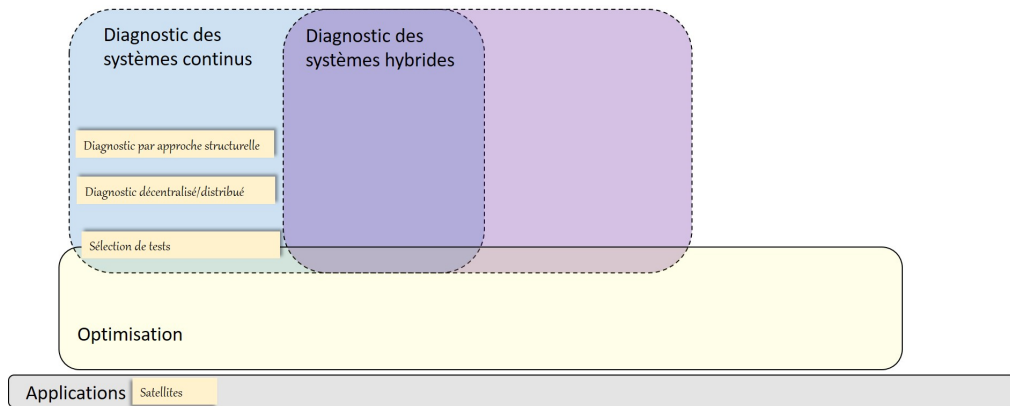 Diagnostic des
systèmes continus
Diagnostic des
systèmes hybrides
Diagnostic par approche structurelle
Diagnostic décentralisé/distribué
Sélection de tests
Optimisation
Applications
Satellites